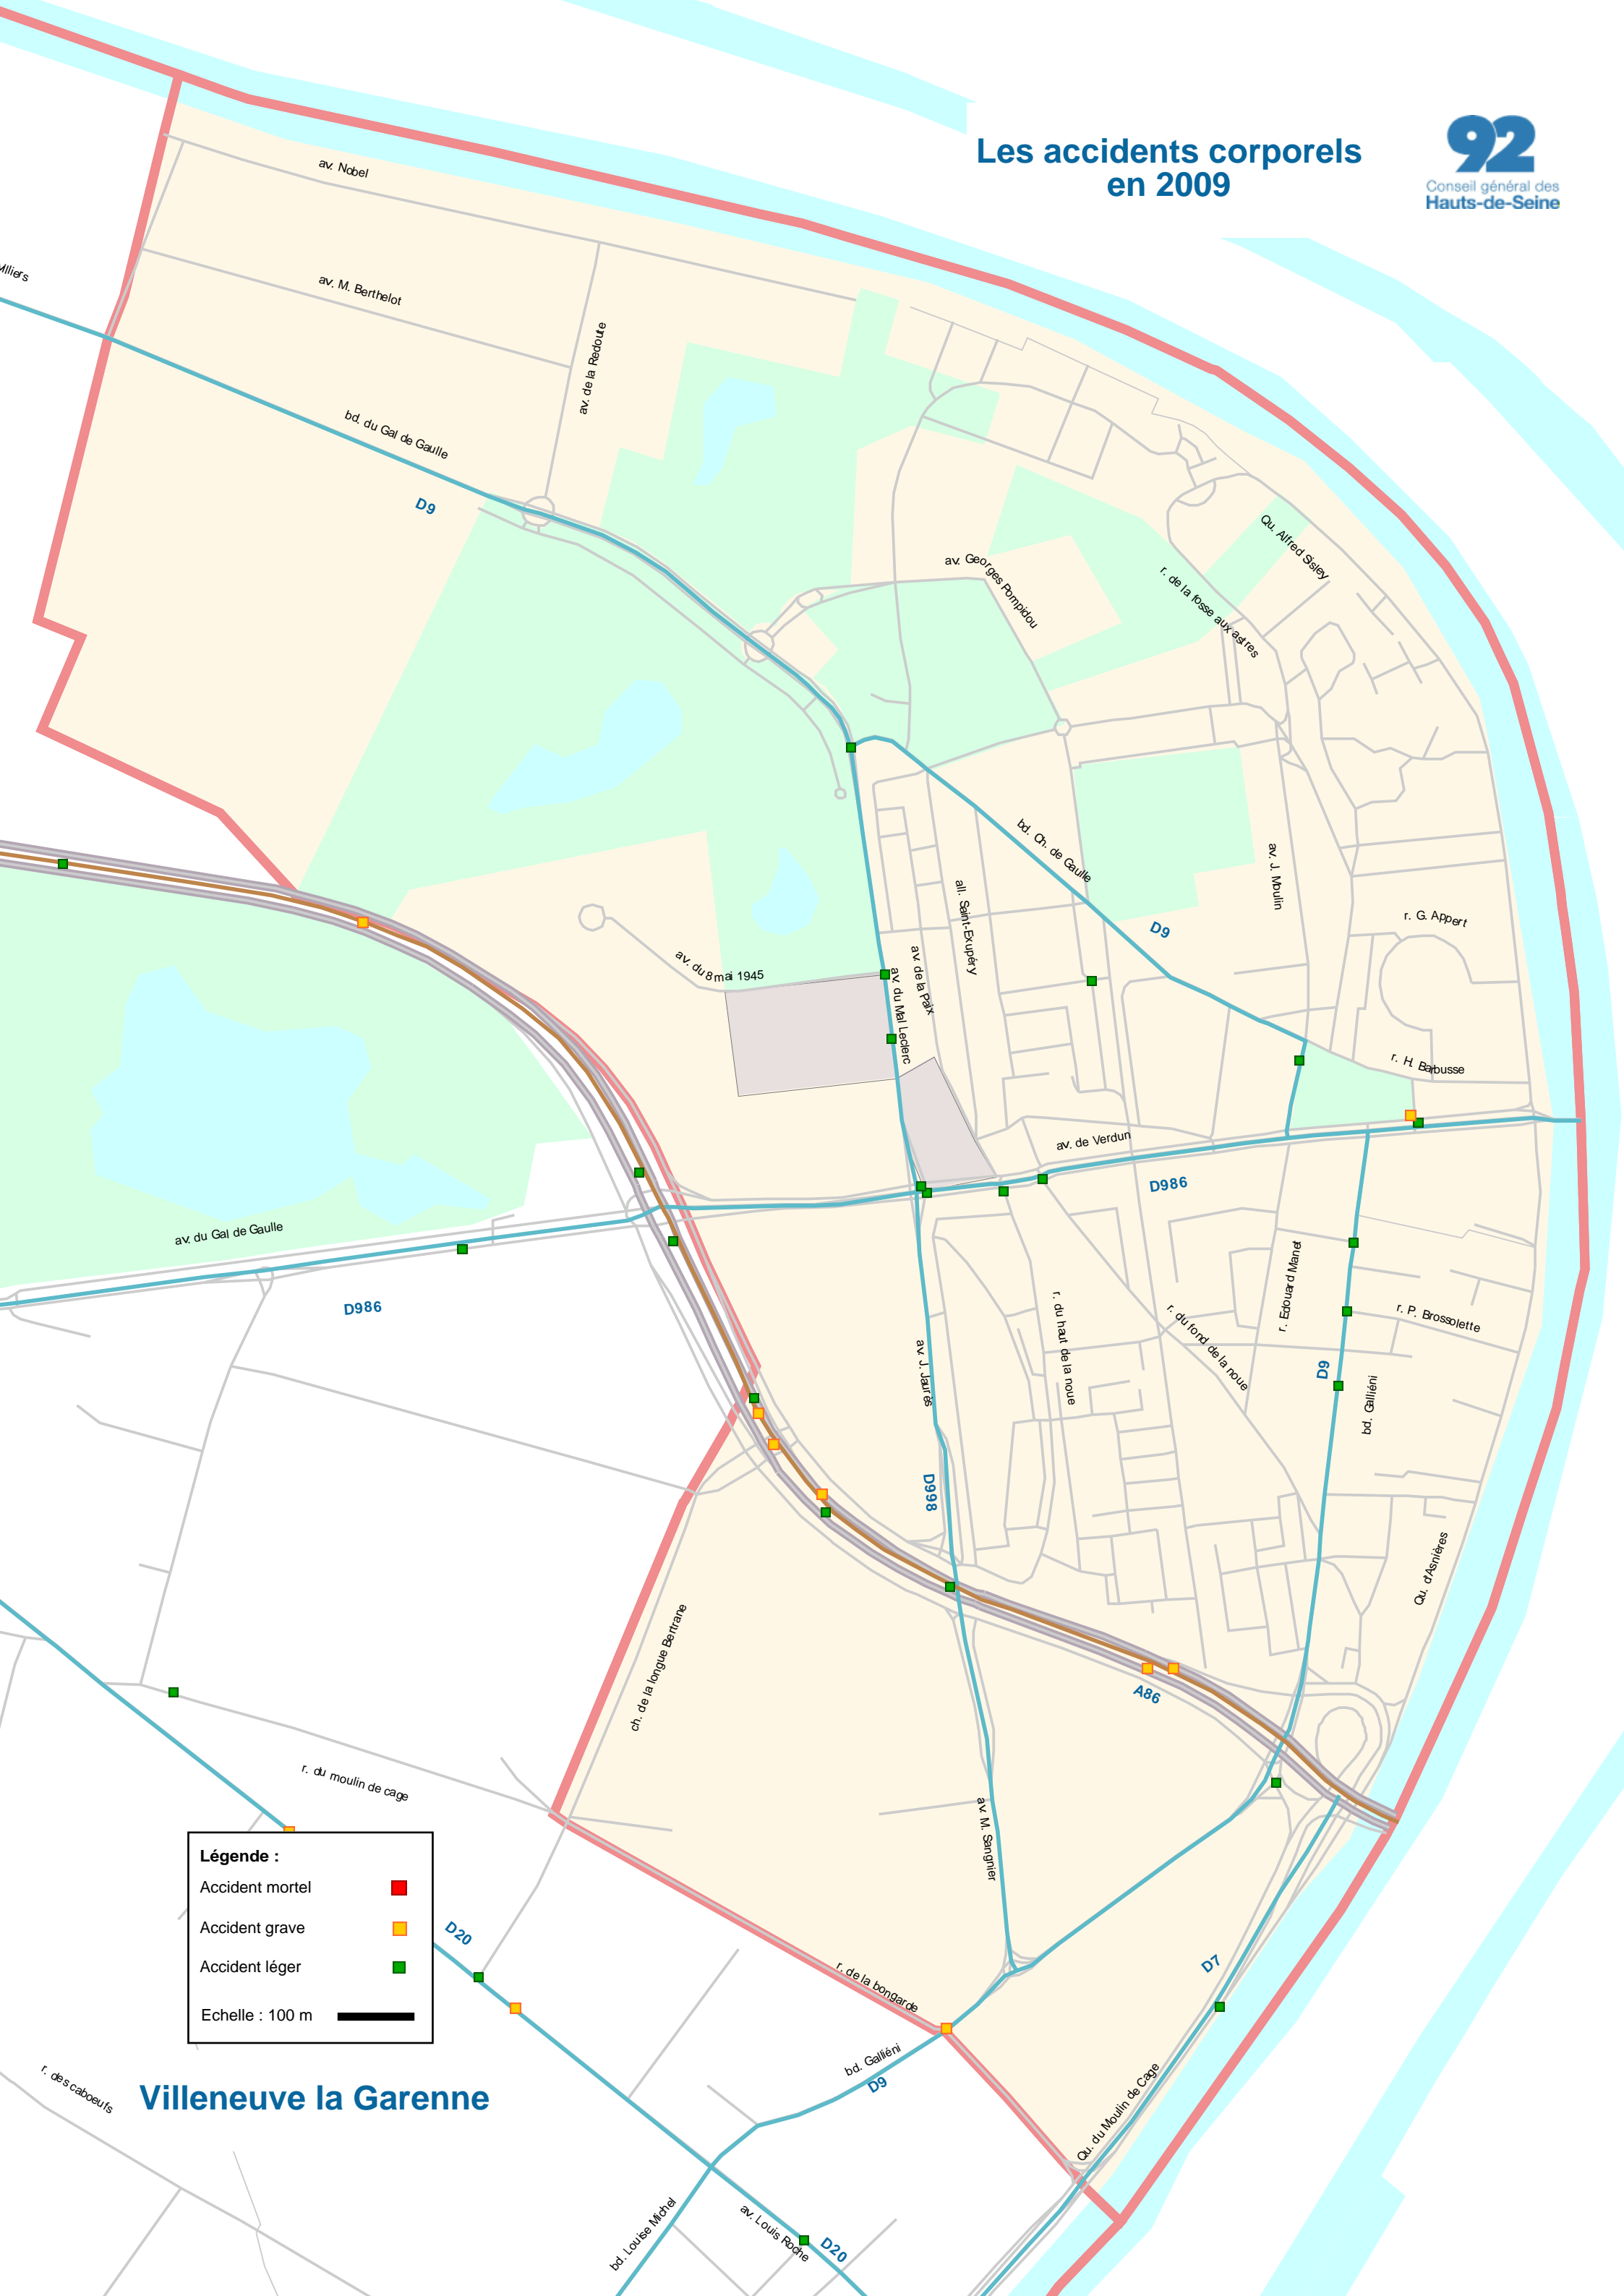 Les accidents corporels
en 2009
92
Conseil général des
Hauts-de-Seine
av. Nobel
av. M. Berthelot
av. de la Redoute
bd. du Gal de Gaulle
D9
Qu. Alfred Sisley
av. Georges Pompidou
r. de la fosse aux astres
bd. Ch. de Gaulle
av. J. Moulin
all. Saint-Exupéry
r. G. Appert
D9
av. du 8 mai 1945
av. de la Paix
av. du Mal Leclerc
r. H. Barbusse
av. de Verdun
D986
av. du Gal de Gaulle
D986
r. Edouard Manet
r. du haut de la noue
r. du fond de la noue
r. P. Brossolette
av. J. Jaurès
D9
bd. Galliéni
D998
Qu. d'Asnières
ch. de la longue Bertrane
A86
r. du moulin de cage
av. M. Sangnier
Légende :
Accident mortel
Accident grave
Accident léger
Echelle : 100 m
D20
D7
r. de la bongarde
bd. Galliéni
D9
r. des caboeufs
Villeneuve la Garenne
Qu. du Moulin de Cage
bd. Louise Michel
av. Louis Roche
D20